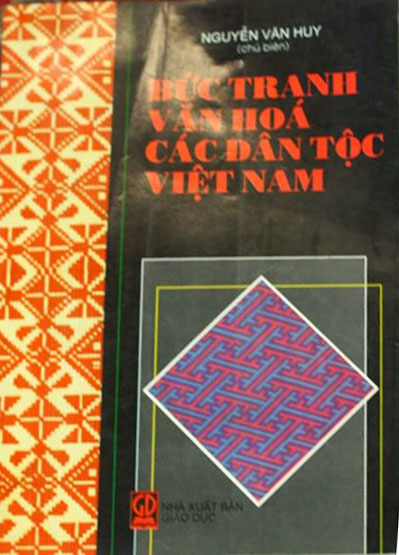 NGUYỄN VĂN HUY
(chủ biên)
BỨC TRANH
VĂN HOÁ
CÁC DÂN TỘC
VIỆT NAM
GD
NHÀ XUẤT BẢN
GIÁO DỤC